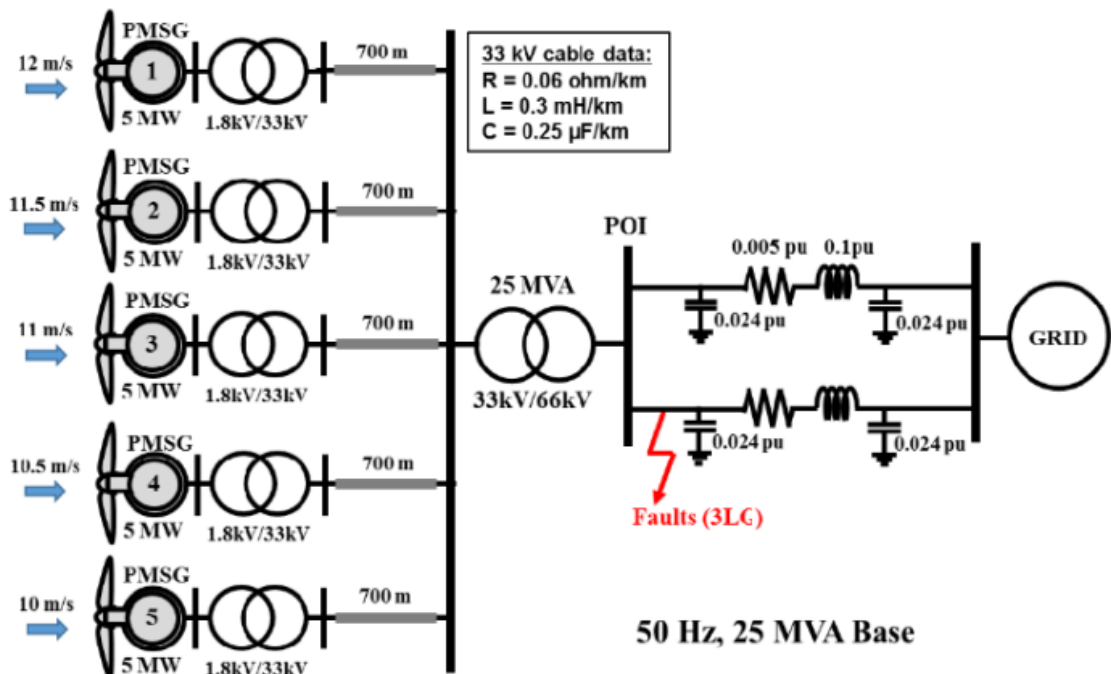 PMSG
12 m/s
1
5 MW
1.8kV/33kV
700 m
33 kV cable data:
R = 0.06 ohm/km
L = 0.3 mH/km
C = 0.25 µF/km
PMSG
11.5 m/s
2
5 MW
1.8kV/33kV
700 m
PMSG
11 m/s
3
5 MW
1.8kV/33kV
700 m
PMSG
10.5 m/s
4
5 MW
1.8kV/33kV
700 m
PMSG
10 m/s
5
5 MW
1.8kV/33kV
700 m
25 MVA
33kV/66kV
POI
0.005 pu
0.1pu
0.024 pu
0.024 pu
GRID
0.024 pu
0.024 pu
Faults (3LG)
50 Hz, 25 MVA Base